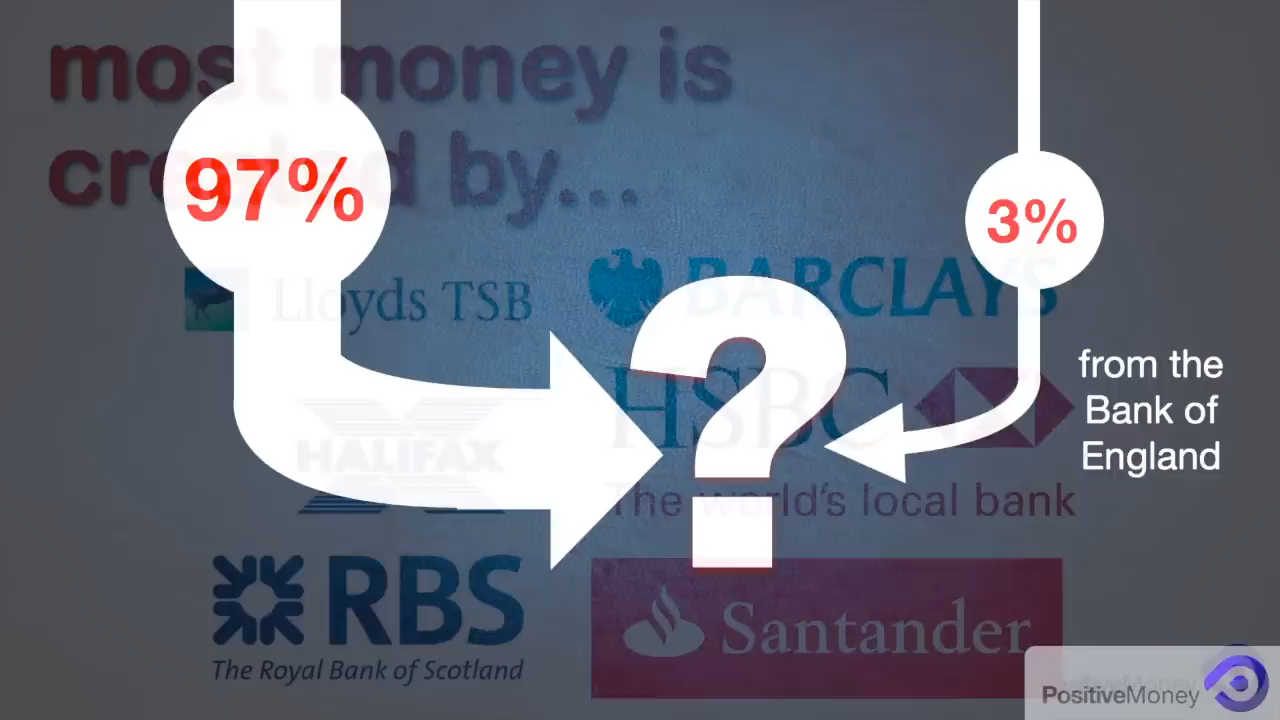 most money is
created by...
97%
3%
Lloyds TSB
BARCLAYS
from the
Bank of
England
HSBC
HALIFAX
The world's local bank
RBS
The Royal Bank of Scotland
Santander
PositiveMoney